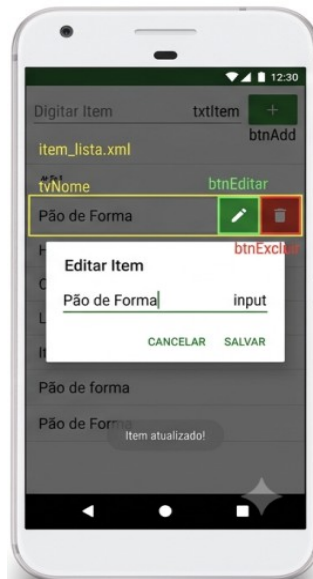 12:30
Digitar Item txtItem +
btnAdd
item_lista.xml
tvNome btnEditar
Pão de Forma
btnExcluir
Editar Item
Pão de Forma input
CANCELAR SALVAR
Pão de forma
Pão de Forma
Item atualizado!